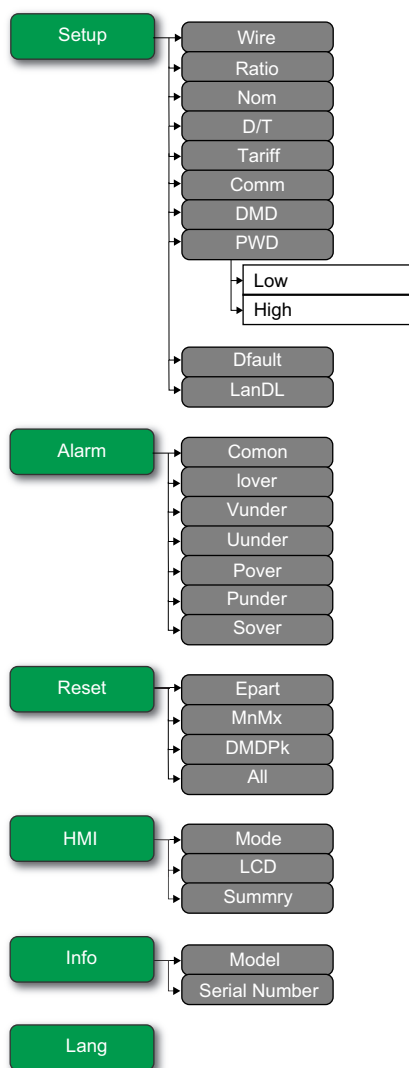 Setup
Wire
Ratio
Nom
D/T
Tariff
Comm
DMD
PWD
Low
High
Dfault
LanDL
Alarm
Comon
Iover
Vunder
Uunder
Pover
Punder
Sover
Reset
Epart
MnMx
DMDPk
All
HMI
Mode
LCD
Summry
Info
Model
Serial Number
Lang